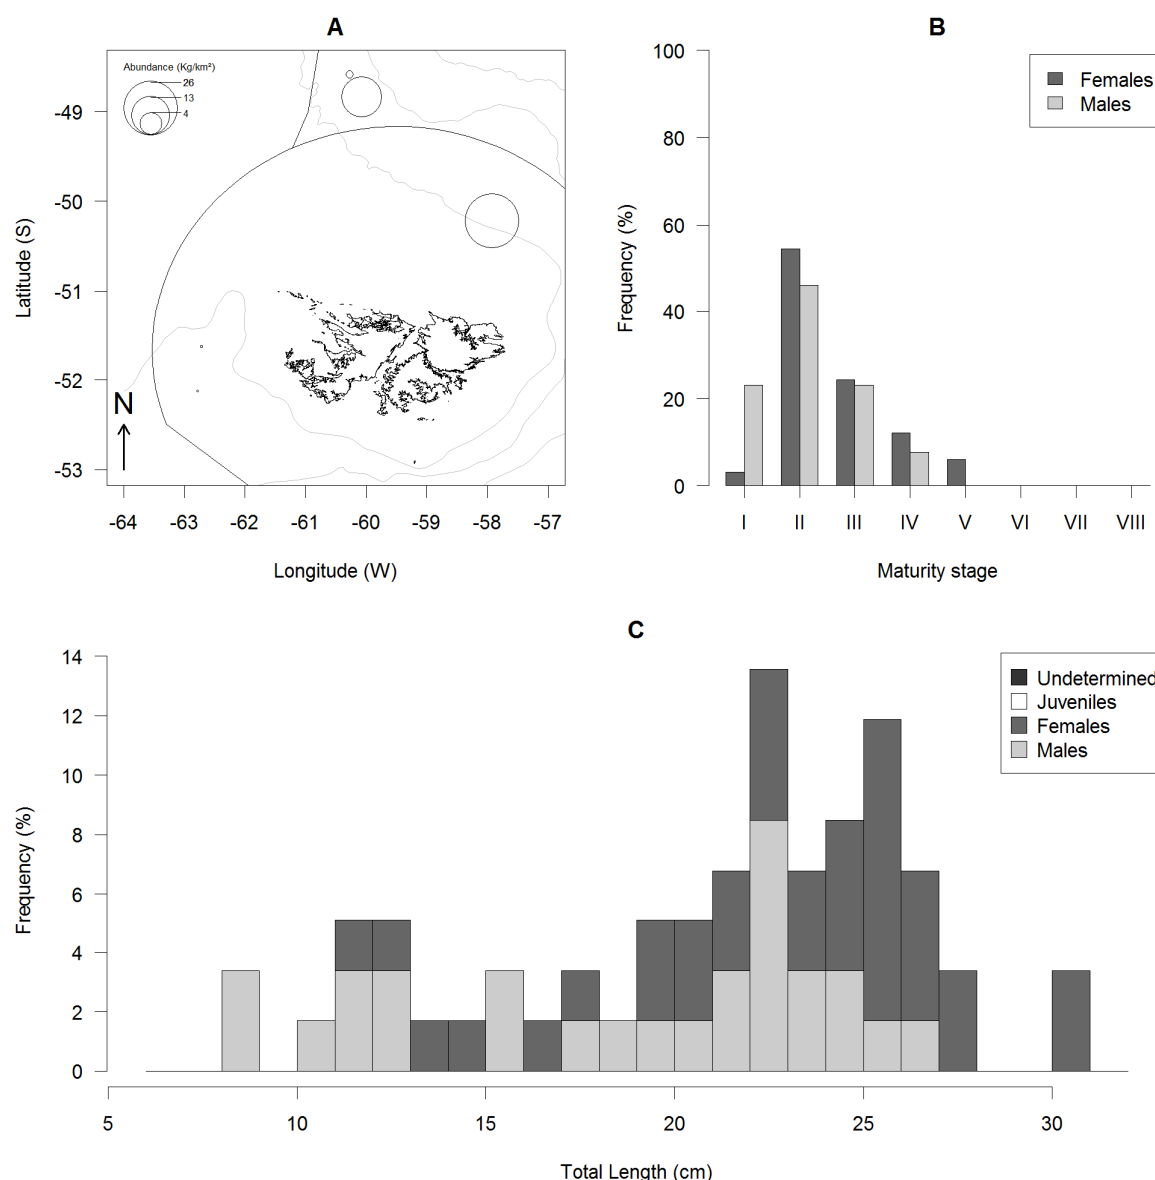 A
Abundance (Kg/km²)
26
13
4
-49
-50
-51
-52
-53
Latitude (S)
N
-64 -63 -62 -61 -60 -59 -58 -57
Longitude (W)
B
100
80
60
40
20
0
Frequency (%)
Females
Males
I II III IV V VI VII VIII
Maturity stage
C
14
12
10
8
6
4
2
0
Frequency (%)
Undetermined
Juveniles
Females
Males
5 10 15 20 25 30
Total Length (cm)